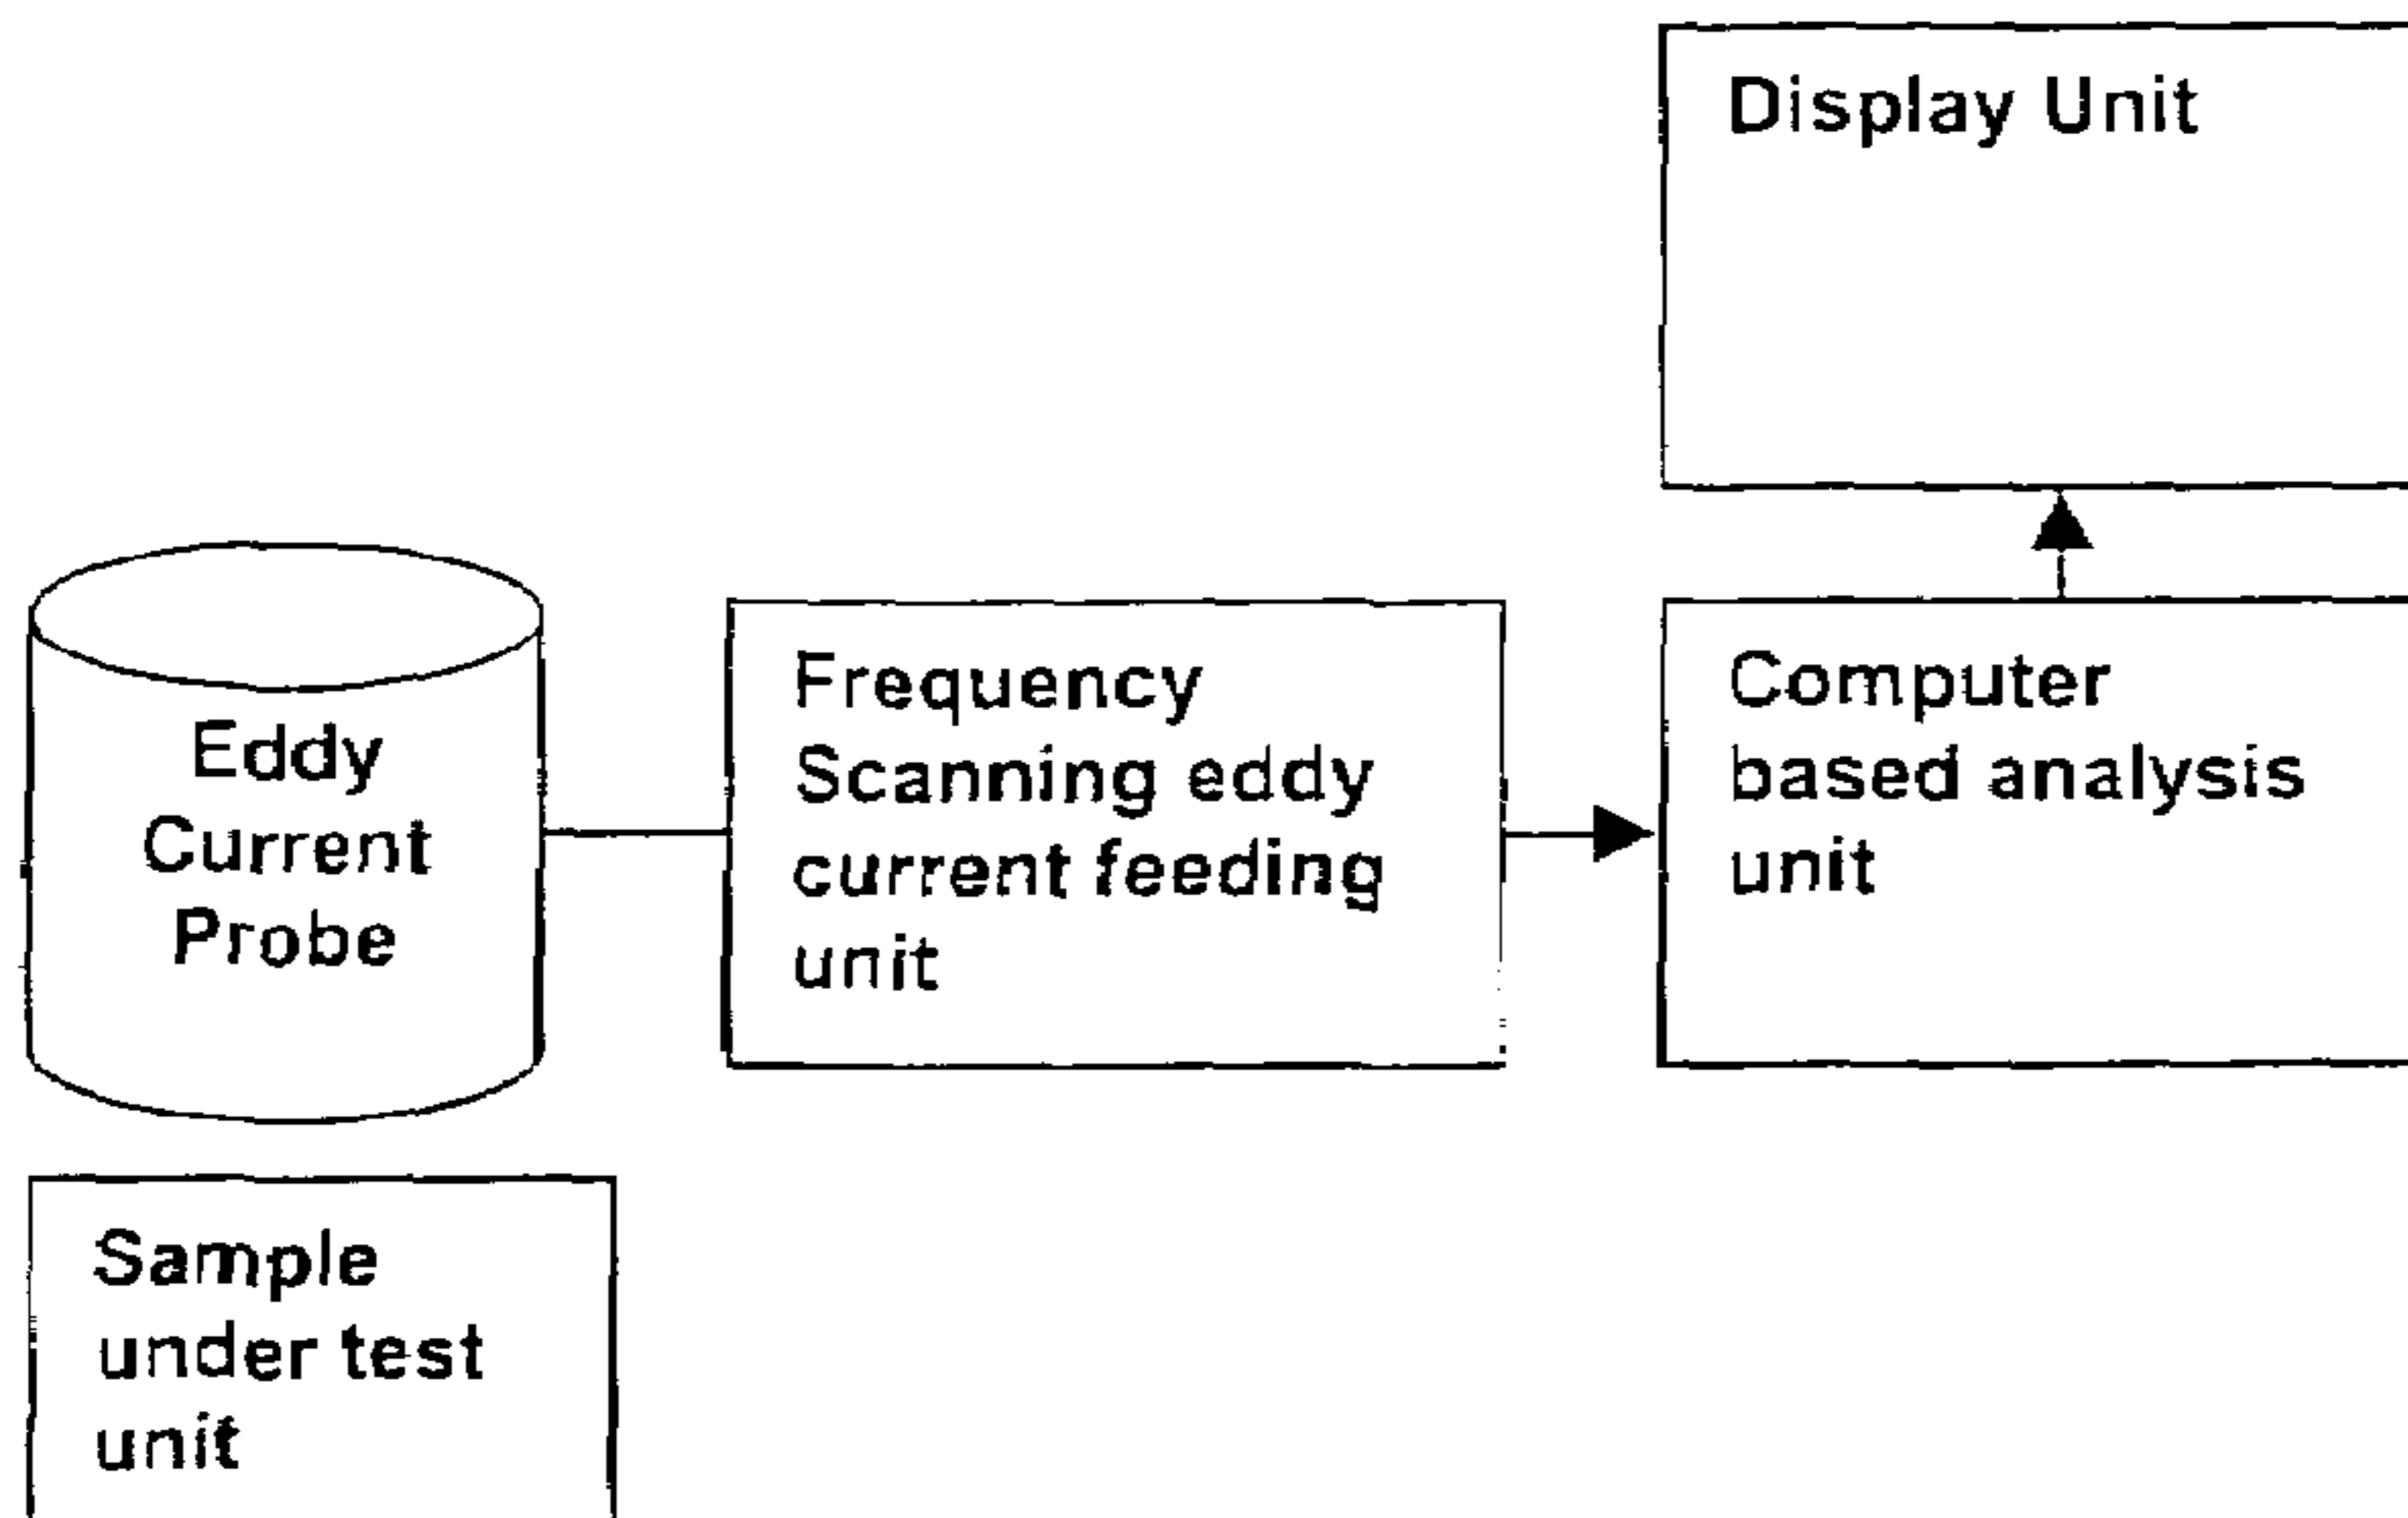 Display Unit
Eddy
Current
Probe
Frequency
Scanning eddy
current feeding
unit
Computer
based analysis
unit
Sample
under test
unit